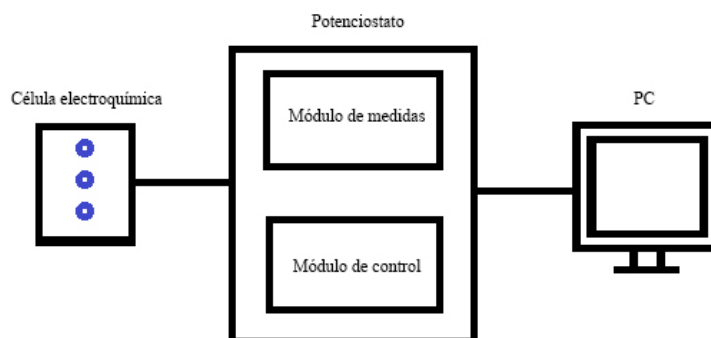 Potenciostato
Célula electroquímica
PC
Módulo de medidas
Módulo de control